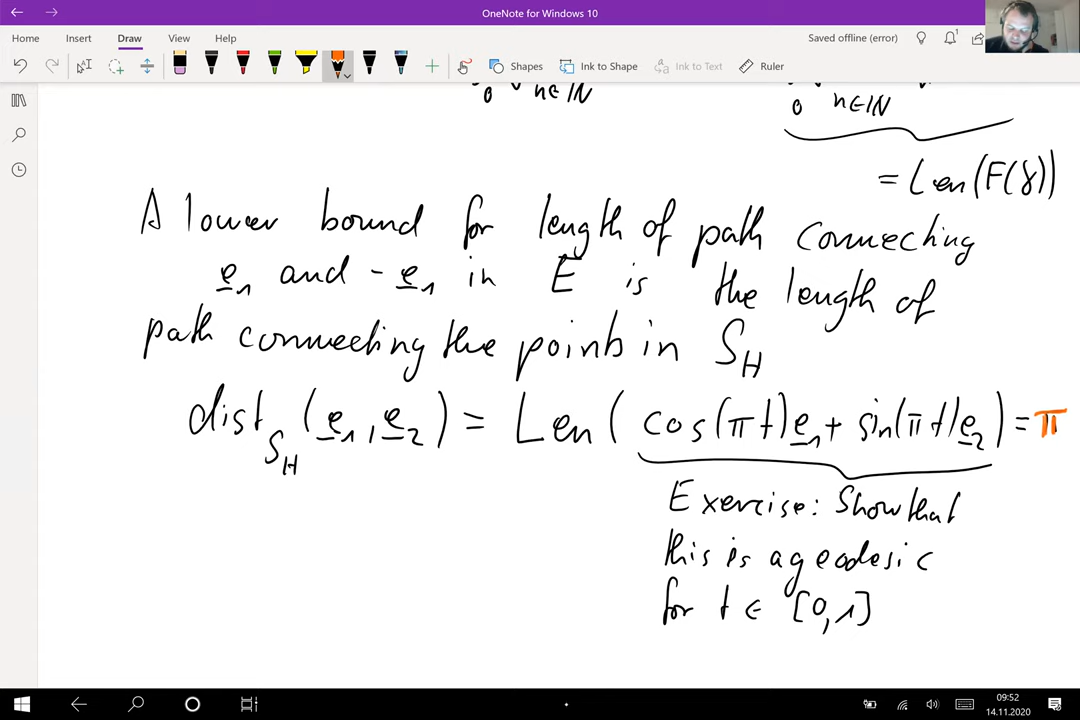 OneNote for Windows 10
Home Insert Draw View Help Saved offline (error)
Shapes Ink to Shape Ink to Text Ruler
0 n∈ℕ 0 n∈ℕ
= Len(F(γ))
A lower bound for length of path connecting
e₁ and -e₁ in E is the length of
path connecting the points in S_H
dist_{S_H}(e₁, e₂) = Len(cos(πt)e₁ + sin(πt)e₂) = π
Exercise: Show that
this is a geodesic
for t ∈ [0,1]
09:52
14.11.2020